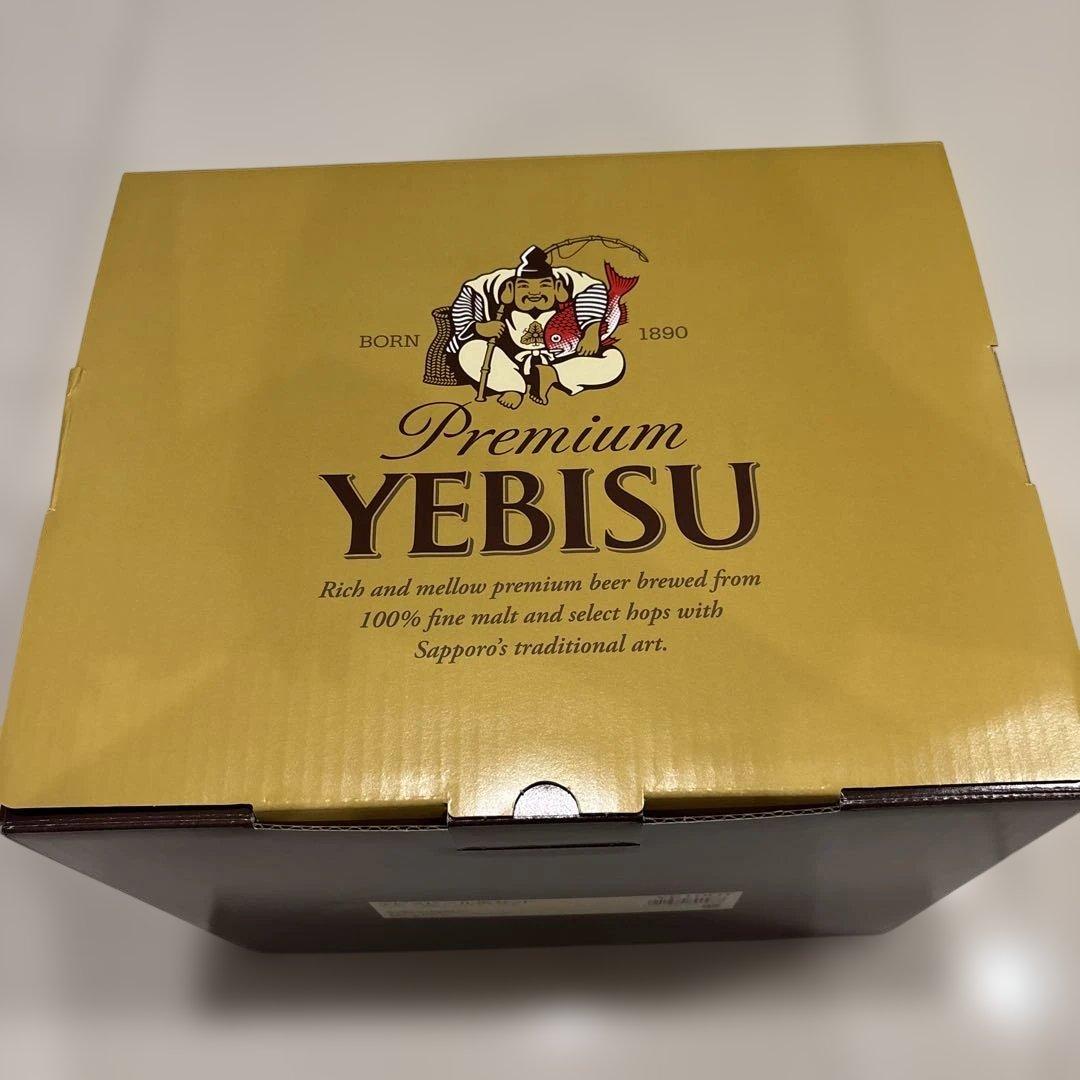 BORN 1890
Premium
YEBISU
Rich and mellow premium beer brewed from
100% fine malt and select hops with
Sapporo's traditional art.